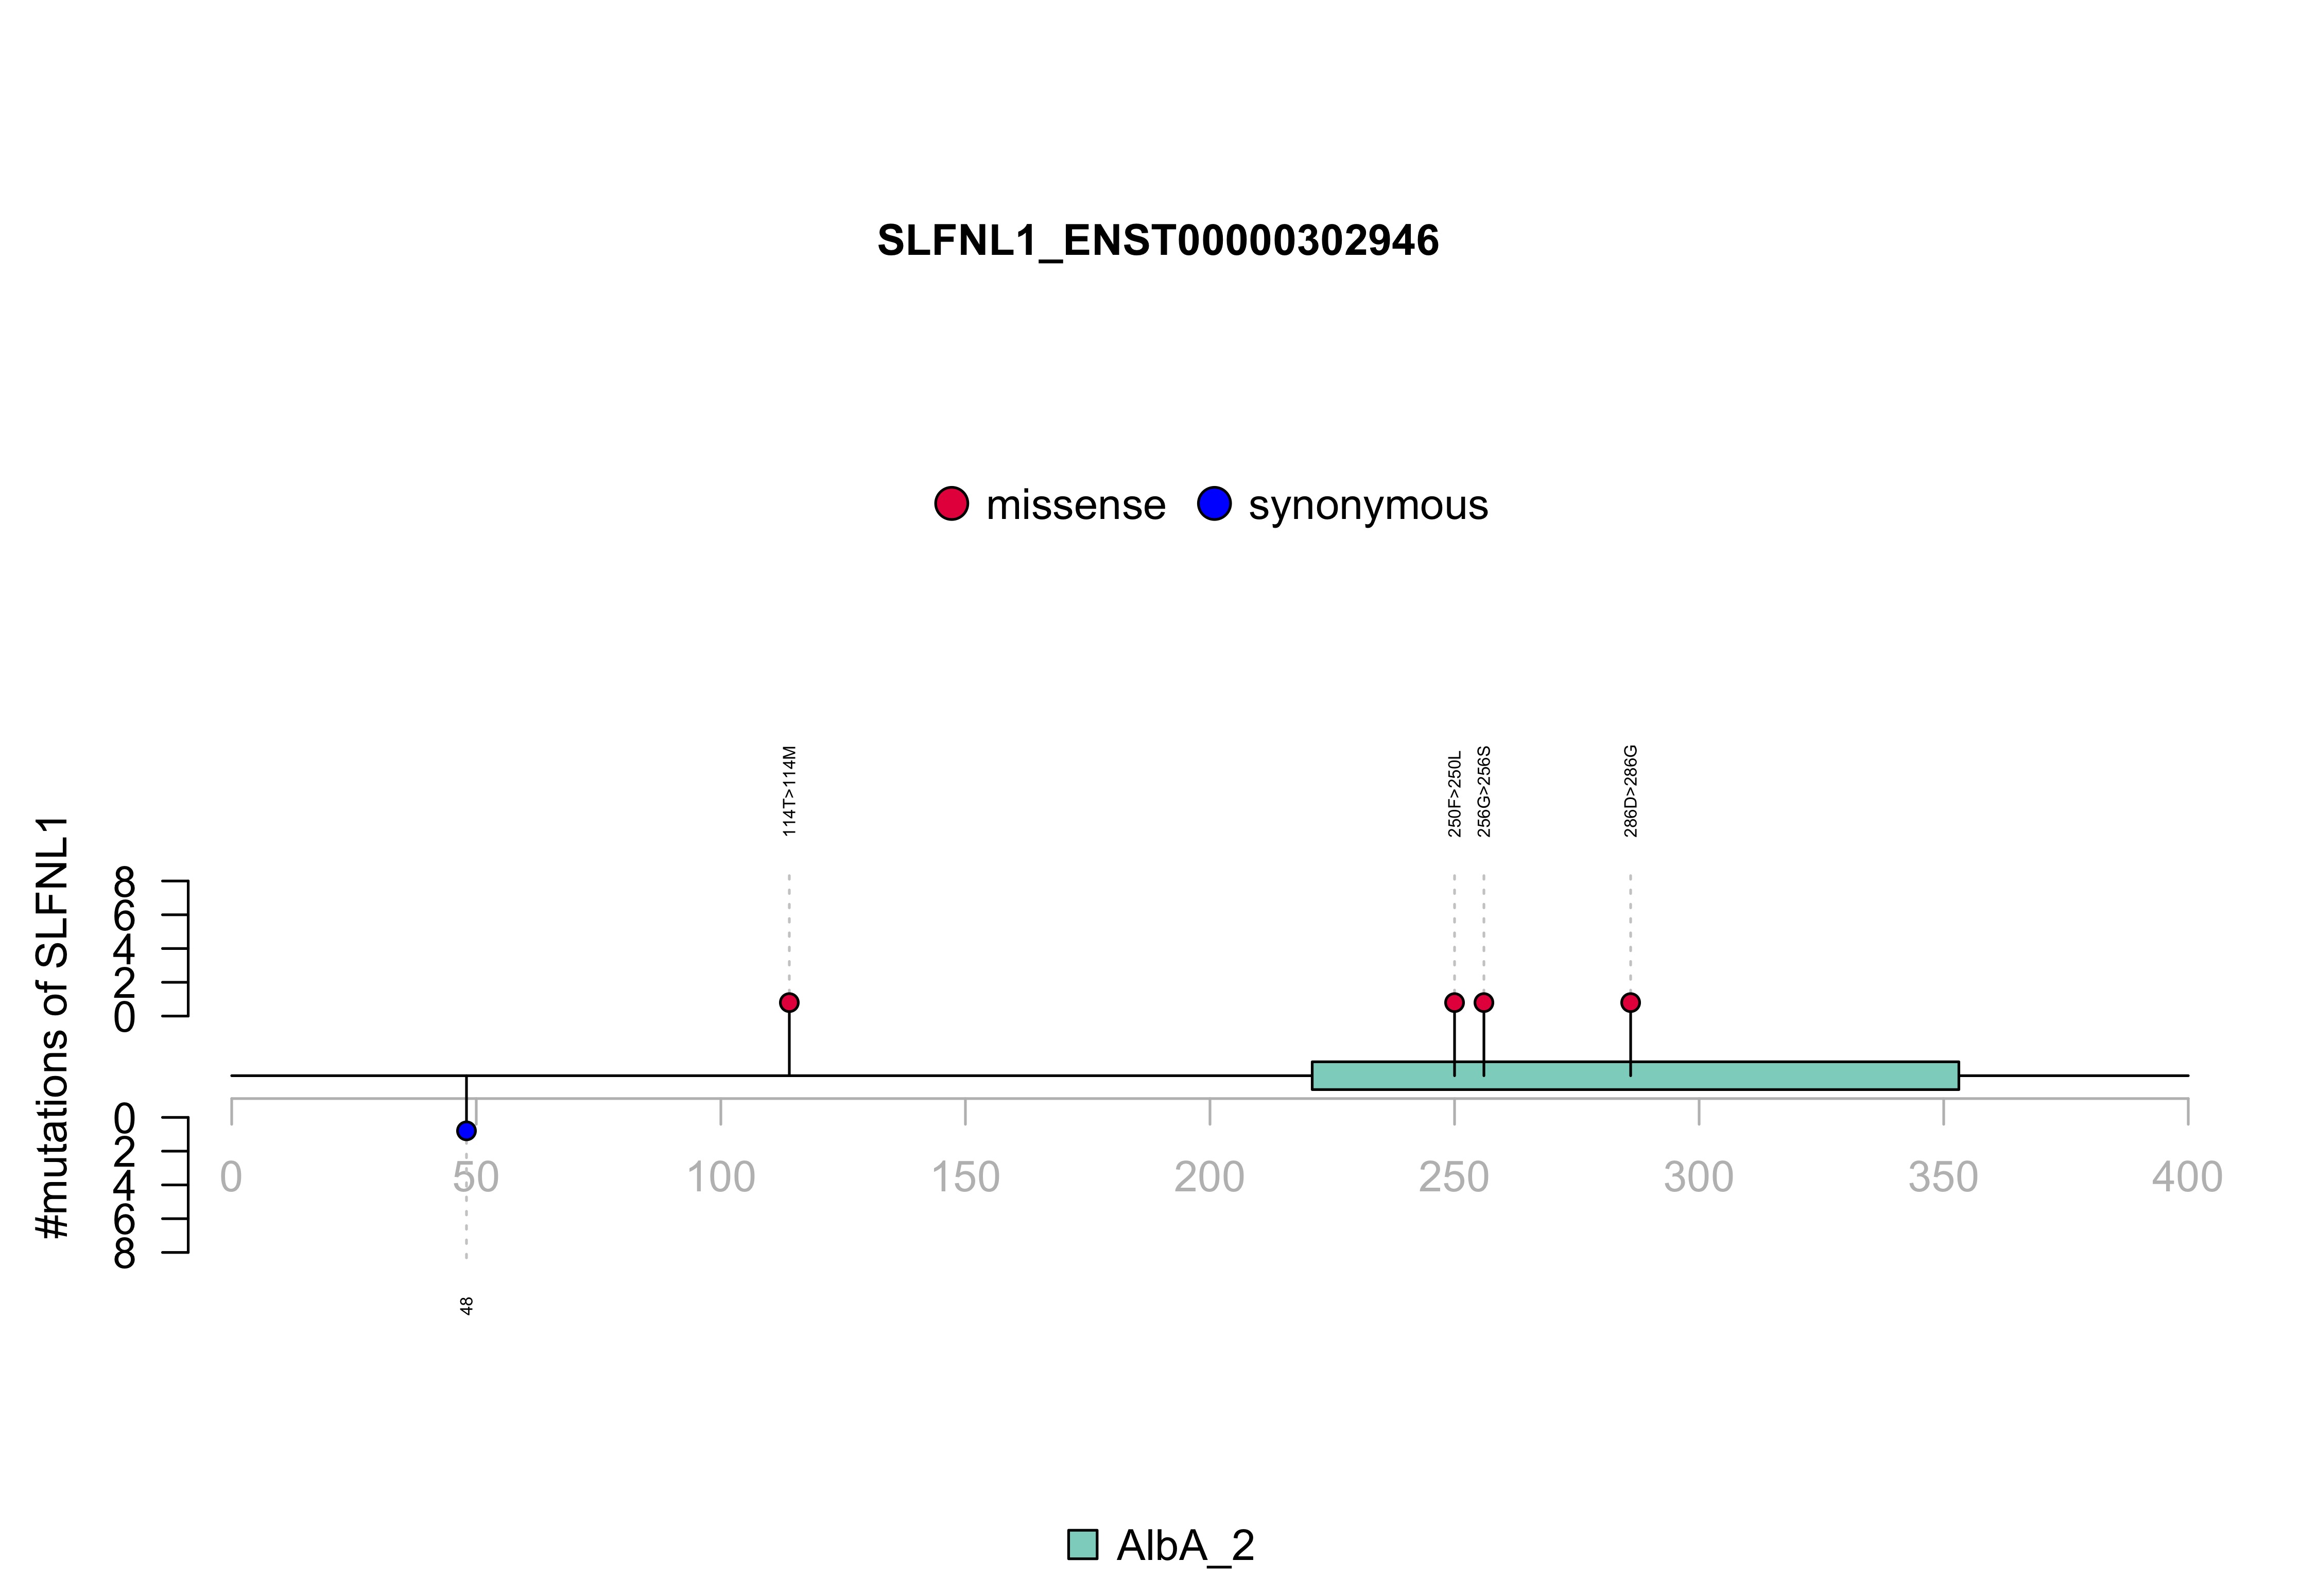 SLFNL1_ENST00000302946
missense synonymous
114T>114M
250F>250L
256G>256S
286D>286G
#mutations of SLFNL1
8
6
4
2
0
0
2
4
6
8
0 50 100 150 200 250 300 350 400
48
AlbA_2